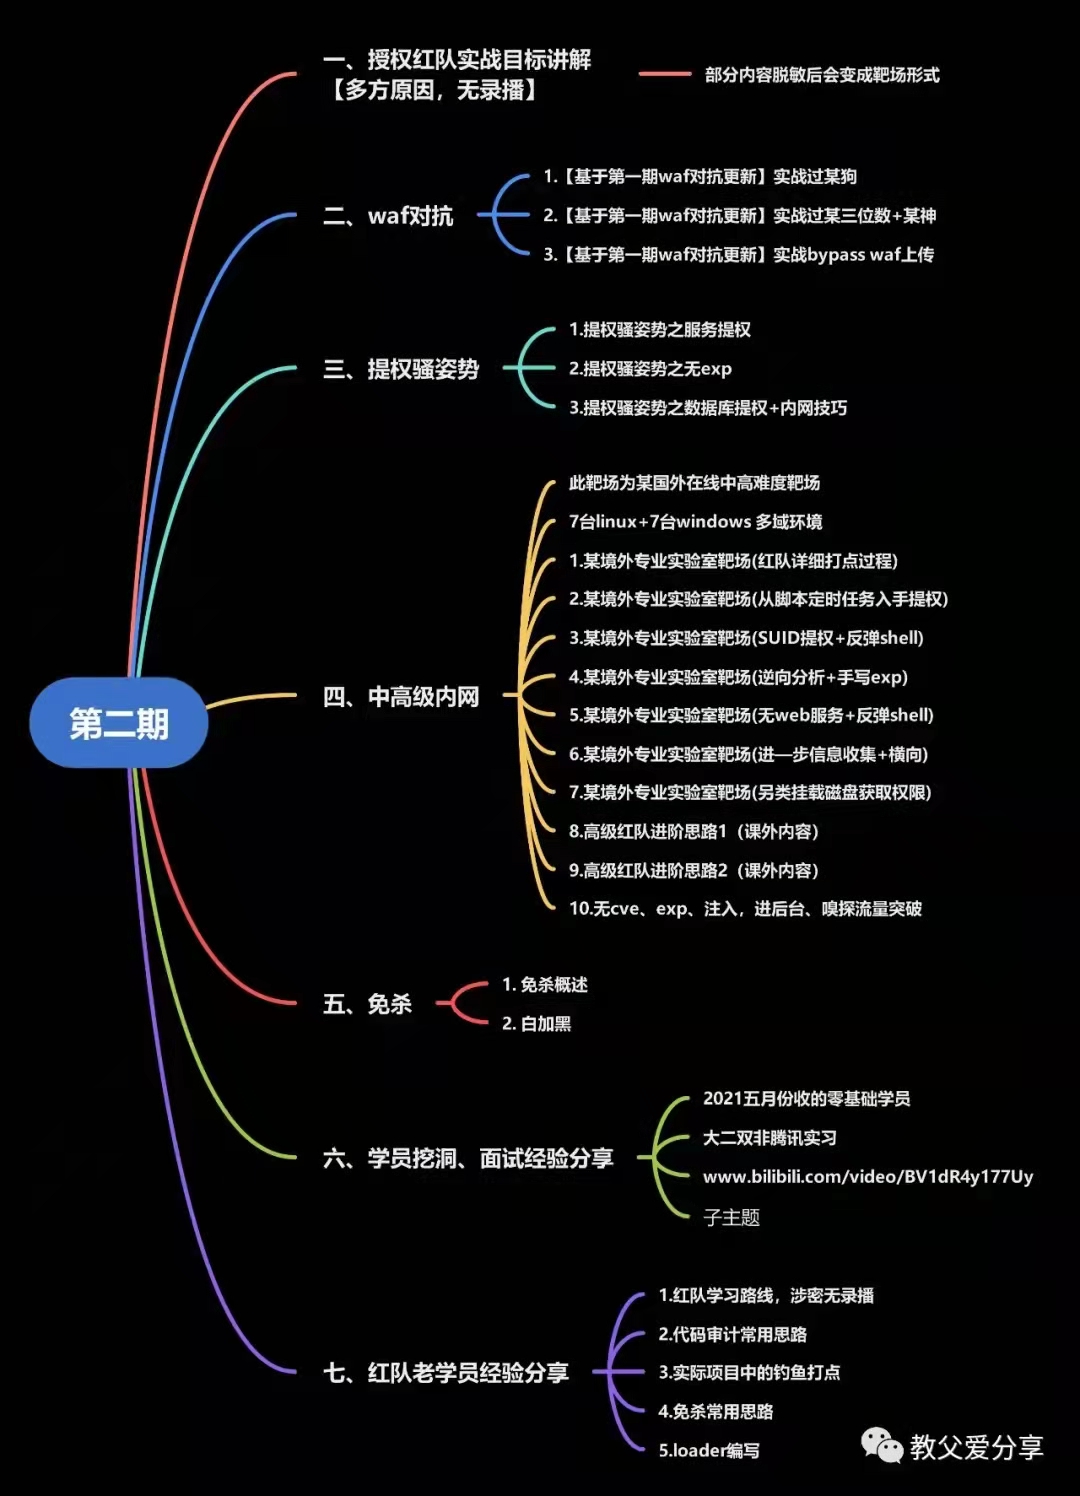 一、授权红队实战目标讲解
【多方原因，无录播】
部分内容脱敏后会变成靶场形式
二、waf对抗
1.【基于第一期waf对抗更新】实战过某狗
2.【基于第一期waf对抗更新】实战过某三位数+某神
3.【基于第一期waf对抗更新】实战bypass waf上传
三、提权骚姿势
1.提权骚姿势之服务提权
2.提权骚姿势之无exp
3.提权骚姿势之数据库提权+内网技巧
第二期
四、中高级内网
此靶场为某国外在线中高难度靶场
7台linux+7台windows 多域环境
1.某境外专业实验室靶场(红队详细打点过程)
2.某境外专业实验室靶场(从脚本定时任务入手提权)
3.某境外专业实验室靶场(SUID提权+反弹shell)
4.某境外专业实验室靶场(逆向分析+手写exp)
5.某境外专业实验室靶场(无web服务+反弹shell)
6.某境外专业实验室靶场(进—步信息收集+横向)
7.某境外专业实验室靶场(另类挂载磁盘获取权限)
8.高级红队进阶思路1（课外内容）
9.高级红队进阶思路2（课外内容）
10.无cve、exp、注入，进后台、嗅探流量突破
五、免杀
1. 免杀概述
2. 白加黑
六、学员挖洞、面试经验分享
2021五月份收的零基础学员
大二双非腾讯实习
www.bilibili.com/video/BV1dR4y177Uy
子主题
七、红队老学员经验分享
1.红队学习路线，涉密无录播
2.代码审计常用思路
3.实际项目中的钓鱼打点
4.免杀常用思路
5.loader编写
教父爱分享